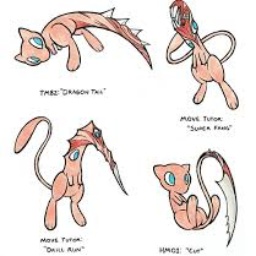 TM82: "DRAGON TAIL"
MOVE TUTOR:
"SUPER FANG"
MOVE TUTOR:
"DRILL RUN"
HM01: "CUT"